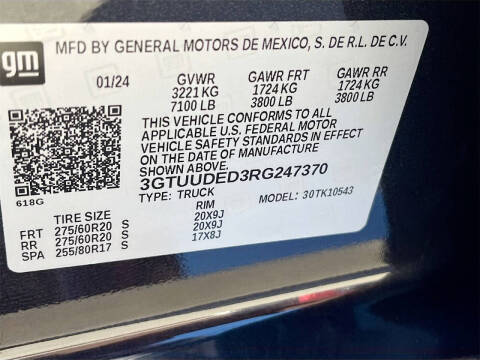 gm
MFD BY GENERAL MOTORS DE MEXICO, S. DE R.L. DE C.V.
01/24 GVWR GAWR FRT GAWR RR
3221 KG 1724 KG 1724 KG
7100 LB 3800 LB 3800 LB
THIS VEHICLE CONFORMS TO ALL
APPLICABLE U.S. FEDERAL MOTOR
VEHICLE SAFETY STANDARDS IN EFFECT
ON THE DATE OF MANUFACTURE SHOWN ABOVE.
3GTUUDED3RG247370
618G
TYPE: TRUCK MODEL: 30TK10543
TIRE SIZE RIM
FRT 275/60R20 S 20X9J
RR 275/60R20 S 20X9J
SPA 255/80R17 S 17X8J